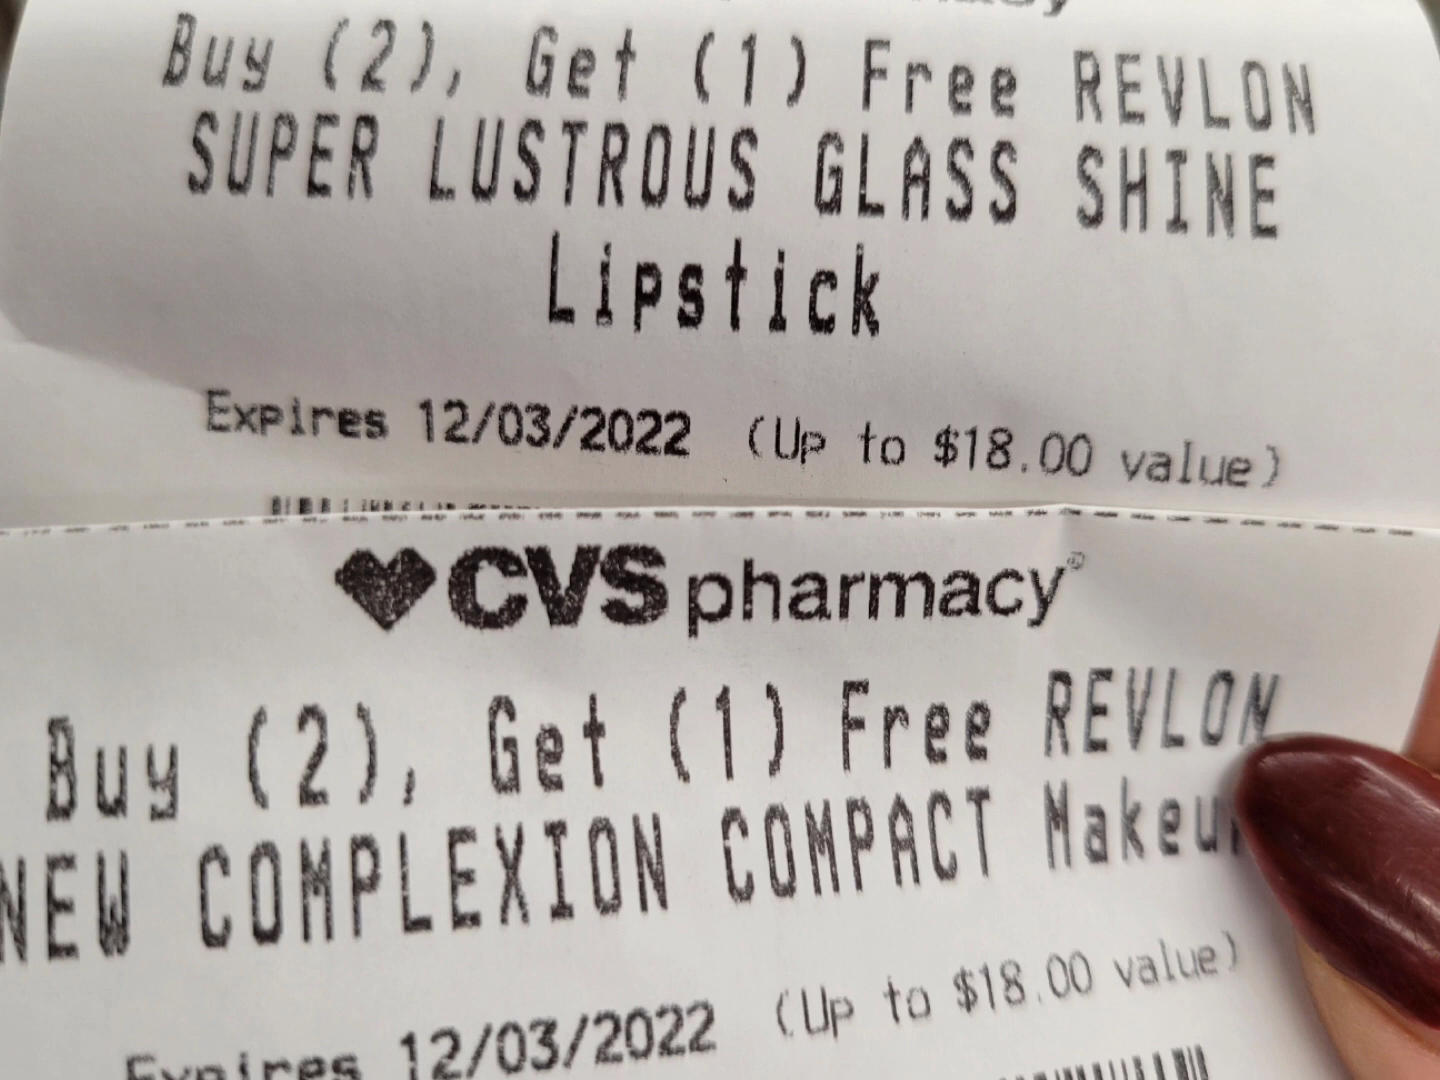 Buy (2), Get (1) Free REVLON
SUPER LUSTROUS GLASS SHINE
Lipstick
Expires 12/03/2022 (Up to $18.00 value)
CVS pharmacy®
Buy (2), Get (1) Free REVLON
NEW COMPLEXION COMPACT
Expires 12/03/2022 (Up to $18.00 value)